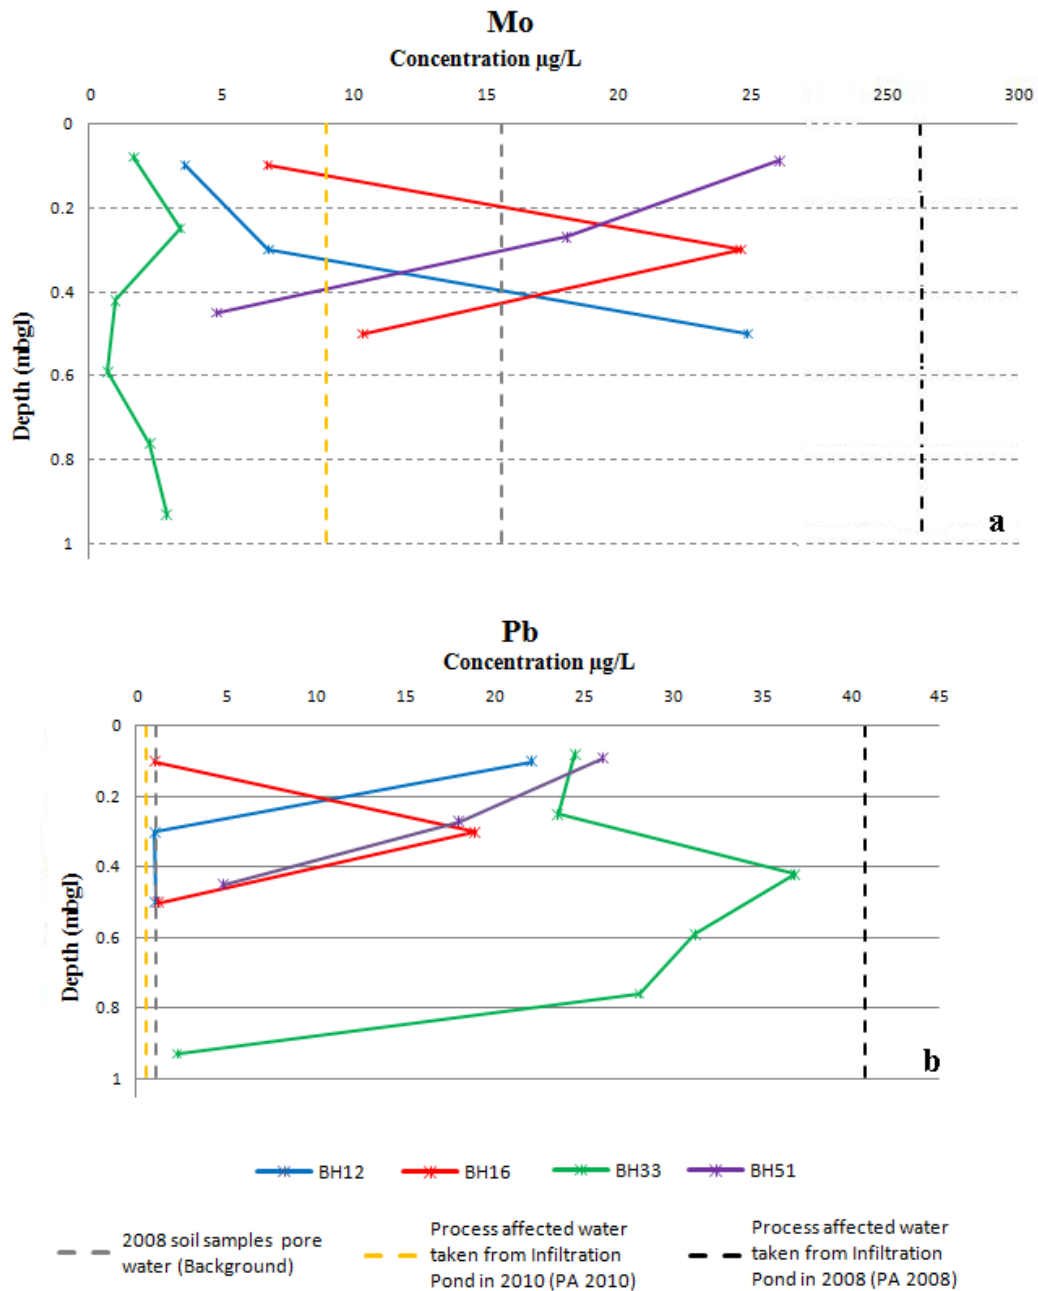 Mo
Concentration µg/L
0 5 10 15 20 25 250 300
0
0.2
0.4
0.6
0.8
1
Depth (mbgl)
a
Pb
Concentration µg/L
0 5 10 15 20 25 30 35 40 45
0
0.2
0.4
0.6
0.8
1
Depth (mbgl)
b
BH12 BH16 BH33 BH51
2008 soil samples pore
water (Background)
Process affected water
taken from Infiltration
Pond in 2010 (PA 2010)
Process affected water
taken from Infiltration
Pond in 2008 (PA 2008)